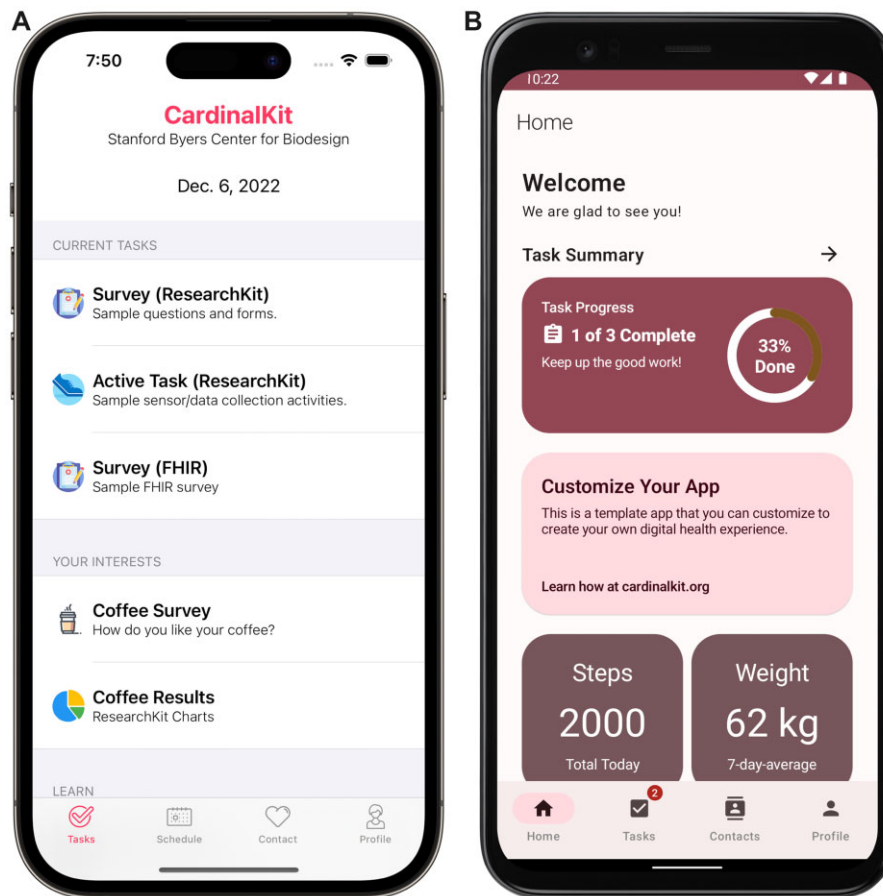 A
7:50
CardinalKit
Stanford Byers Center for Biodesign
Dec. 6, 2022
CURRENT TASKS
Survey (ResearchKit)
Sample questions and forms.
Active Task (ResearchKit)
Sample sensor/data collection activities.
Survey (FHIR)
Sample FHIR survey
YOUR INTERESTS
Coffee Survey
How do you like your coffee?
Coffee Results
ResearchKit Charts
LEARN
Tasks
Schedule
Contact
Profile
B
10:22
Home
Welcome
We are glad to see you!
Task Summary
Task Progress
1 of 3 Complete
Keep up the good work!
33%
Done
Customize Your App
This is a template app that you can customize to
create your own digital health experience.
Learn how at cardinalkit.org
Steps
2000
Total Today
Weight
62 kg
7-day-average
2
Home
Tasks
Contacts
Profile